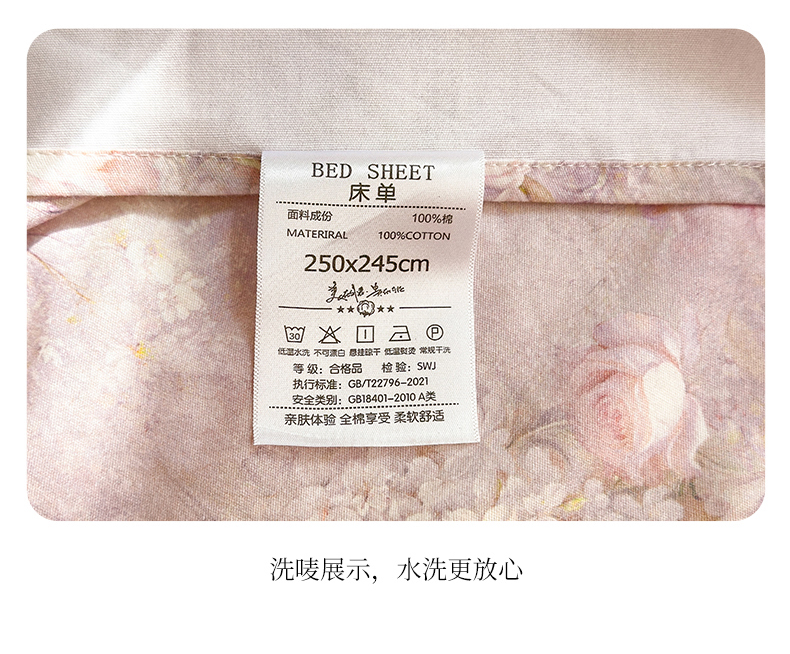 BED SHEET
床单
面料成份 100%棉
MATERIRAL 100%COTTON
250x245cm
30
P
低温水洗 不可漂白 悬挂晾干 低温熨烫 常规干洗
等 级：合格品 检 验：SWJ
执行标准：GB/T22796-2021
安全类别：GB18401-2010 A类
亲肤体验 全棉享受 柔软舒适
洗唛展示，水洗更放心